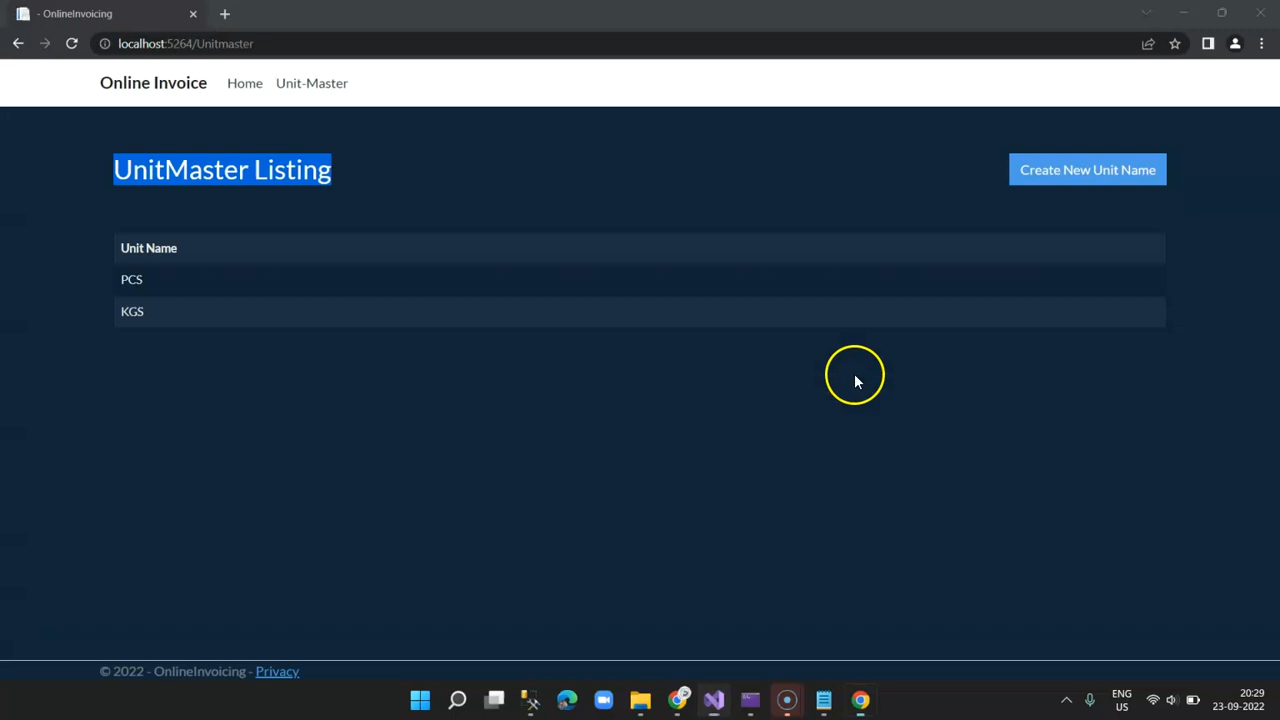 - OnlineInvoicing
localhost:5264/Unitmaster
Online Invoice Home Unit-Master
UnitMaster Listing Create New Unit Name
Unit Name
PCS
KGS
© 2022 - OnlineInvoicing - Privacy
ENG 20:29
US 23-09-2022